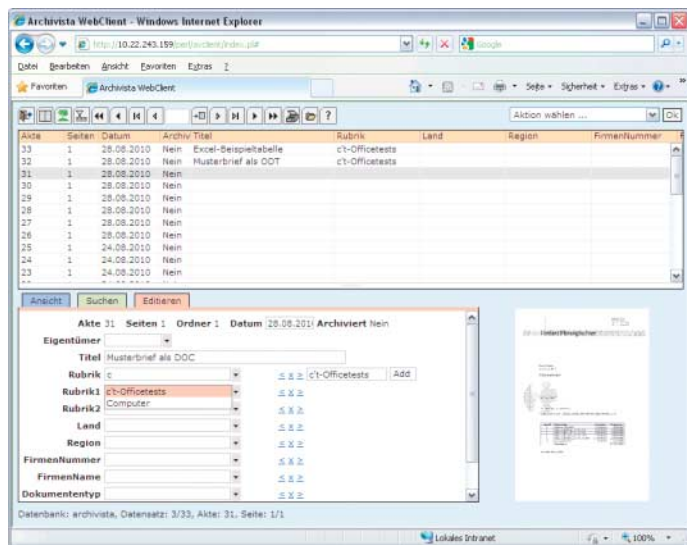 Archivista WebClient - Windows Internet Explorer
http://10.22.243.159/perl/avclient/index.pl#
Google
Datei Bearbeiten Ansicht Favoriten Extras ?
Favoriten Archivista WebClient Seite Sicherheit Extras
Aktion wählen ... Ok
Akte Seiten Datum Archiv Titel Rubrik Land Region FirmenNummer F
33 1 28.08.2010 Nein Excel-Beispieltabelle c't-Officetests
32 1 28.08.2010 Nein Musterbrief als ODT c't-Officetests
31 1 28.08.2010 Nein
30 1 28.08.2010 Nein
29 1 28.08.2010 Nein
28 1 28.08.2010 Nein
27 1 28.08.2010 Nein
26 1 28.08.2010 Nein
25 1 24.08.2010 Nein
24 1 24.08.2010 Nein
23 1 24.08.2010 Nein
Ansicht Suchen Editieren
Akte 31 Seiten 1 Ordner 1 Datum 28.08.201 Archiviert Nein
Eigentümer
Titel Musterbrief als DOC
Rubrik c < x > c't-Officetests Add
Rubrik1 c't-Officetests < x >
Computer
Rubrik2 < x >
Land < x >
Region < x >
FirmenNummer < x >
FirmenName < x >
Dokumententyp < x >
Datenbank: archivista, Datensatz: 3/33, Akte: 31, Seite: 1/1
Lokales Intranet 100%